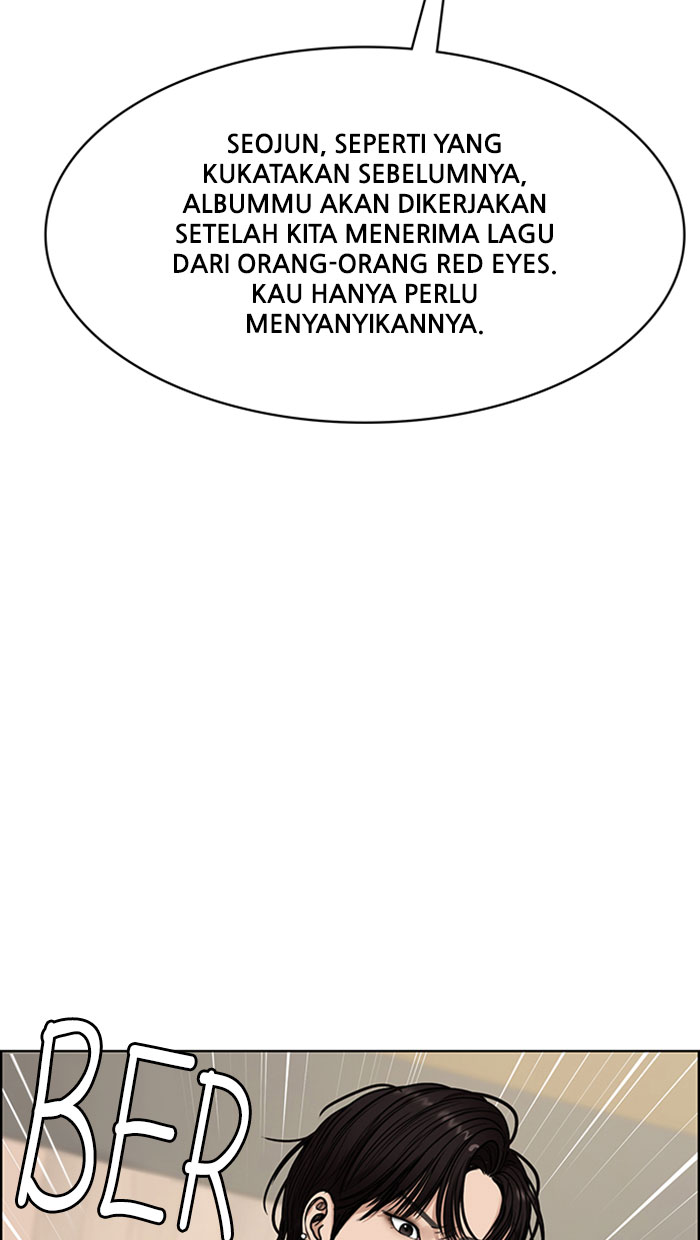 SEOJUN, SEPERTI YANG
KUKATAKAN SEBELUMNYA,
ALBUMMU AKAN DIKERJAKAN
SETELAH KITA MENERIMA LAGU
DARI ORANG-ORANG RED EYES.
KAU HANYA PERLU
MENYANYIKANNYA.
BER